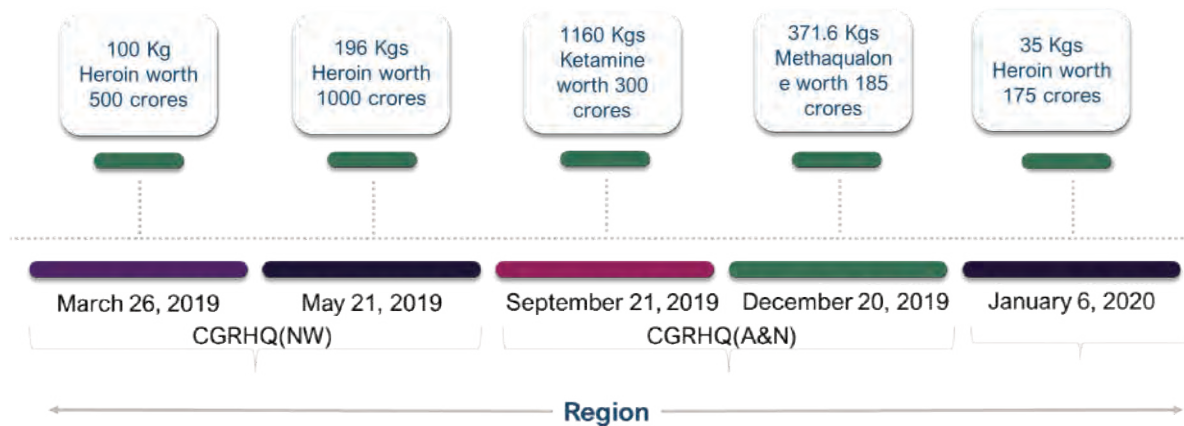 100 Kg
Heroin worth
500 crores
196 Kgs
Heroin worth
1000 crores
1160 Kgs
Ketamine
worth 300
crores
371.6 Kgs
Methaqualon
e worth 185
crores
35 Kgs
Heroin worth
175 crores
March 26, 2019
May 21, 2019
September 21, 2019
December 20, 2019
January 6, 2020
CGRHQ(NW)
CGRHQ(A&N)
Region